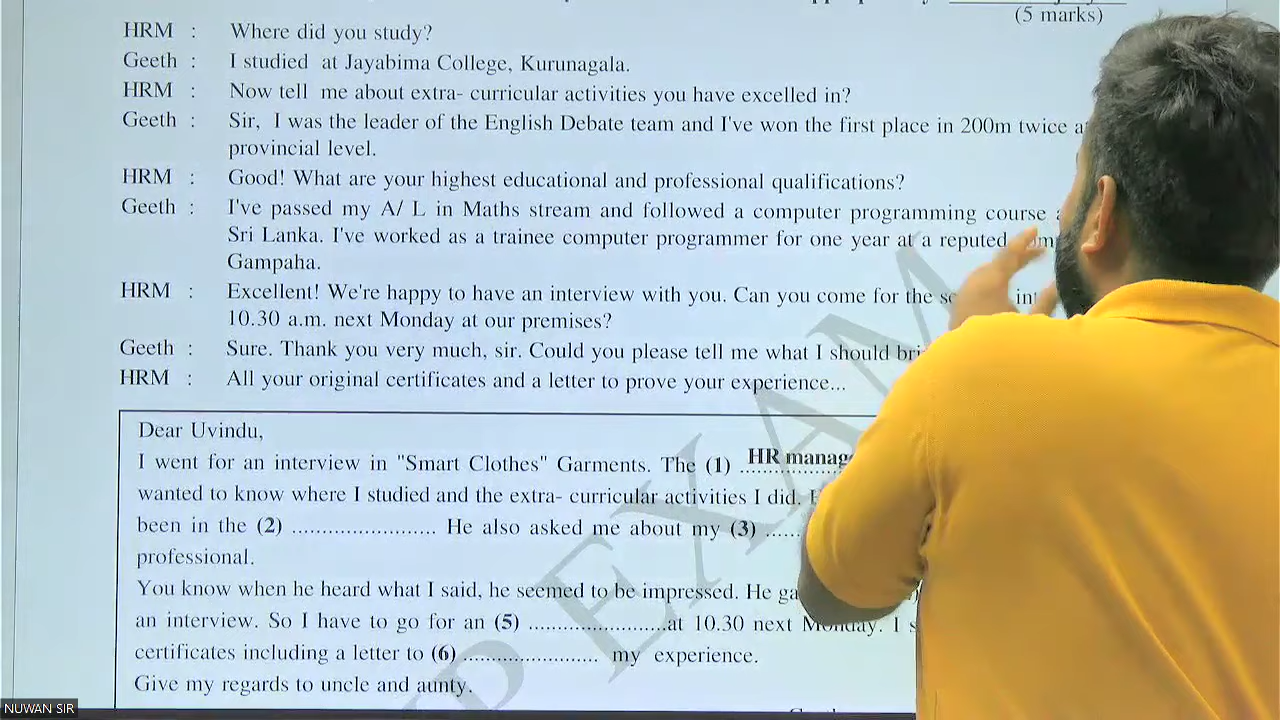 (5 marks)
HRM : Where did you study?
Geeth : I studied at Jayabima College, Kurunagala.
HRM : Now tell me about extra- curricular activities you have excelled in?
Geeth : Sir, I was the leader of the English Debate team and I've won the first place in 200m twice
provincial level.
HRM : Good! What are your highest educational and professional qualifications?
Geeth : I've passed my A/ L in Maths stream and followed a computer programming course
Sri Lanka. I've worked as a trainee computer programmer for one year at a reputed
Gampaha.
HRM : Excellent! We're happy to have an interview with you. Can you come for the
10.30 a.m. next Monday at our premises?
Geeth : Sure. Thank you very much, sir. Could you please tell me what I should
HRM : All your original certificates and a letter to prove your experience...
Dear Uvindu,
I went for an interview in "Smart Clothes" Garments. The (1) HR
wanted to know where I studied and the extra- curricular activities I did.
been in the (2) ........................ He also asked me about my (3) ......
professional.
You know when he heard what I said, he seemed to be impressed. He
an interview. So I have to go for an (5) .......................at 10.30 next Monday. I
certificates including a letter to (6) ....................... my experience.
Give my regards to uncle and aunty.
NUWAN SIR